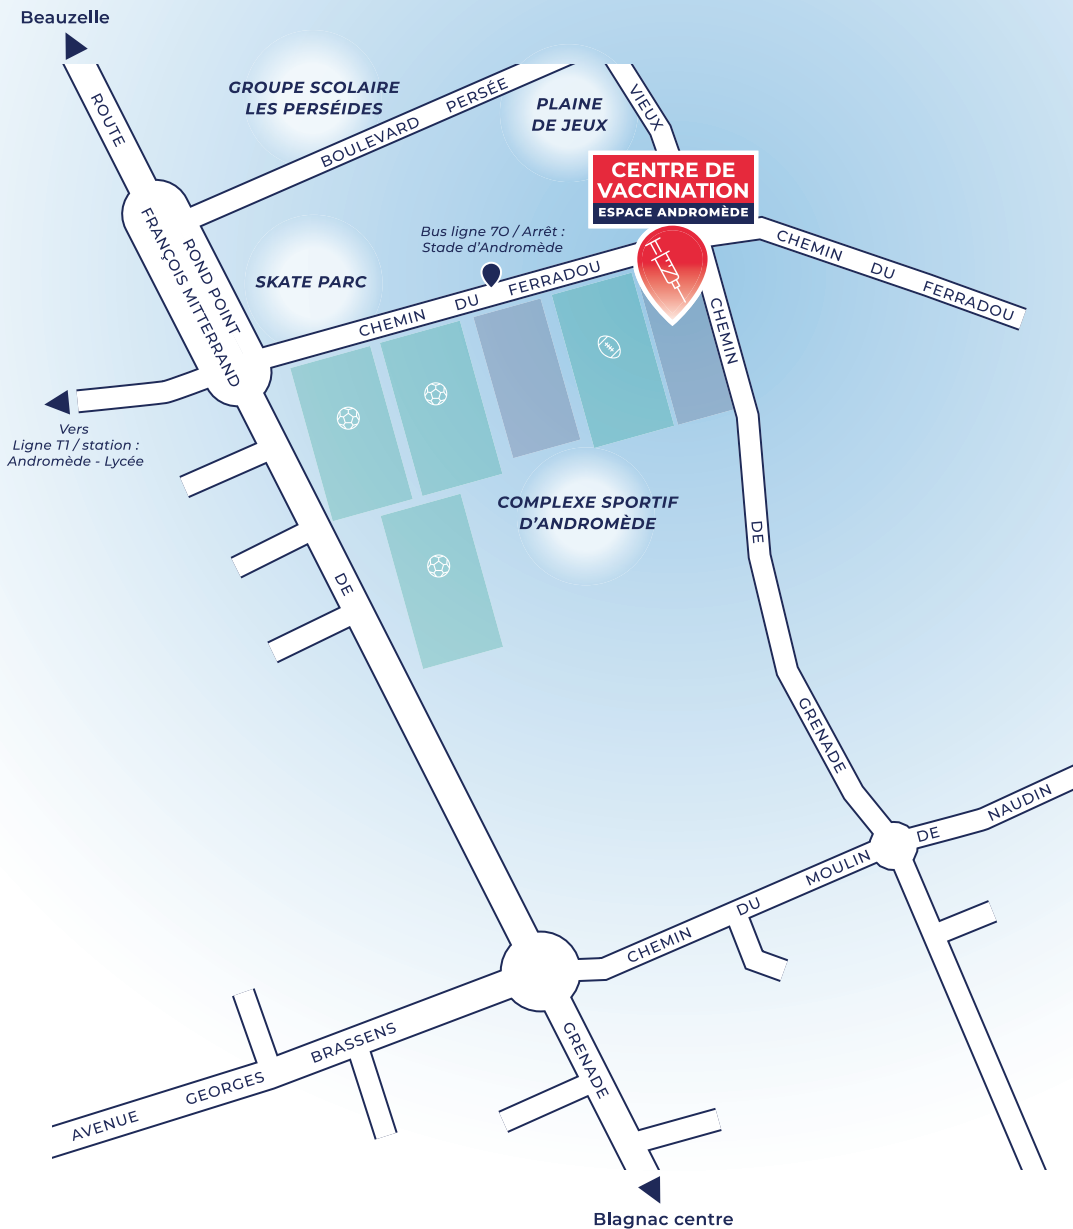 Beauzelle
ROUTE
GROUPE SCOLAIRE
LES PERSÉIDES
BOULEVARD PERSÉE
PLAINE
DE JEUX
VIEUX
CENTRE DE
VACCINATION
ESPACE ANDROMÈDE
ROND POINT
FRANÇOIS MITTERRAND
Bus ligne 70 / Arrêt :
Stade d'Andromède
SKATE PARC
CHEMIN DU FERRADOU
CHEMIN DU FERRADOU
CHEMIN
Vers
Ligne T1 / station :
Andromède - Lycée
COMPLEXE SPORTIF
D'ANDROMÈDE
DE
DE
GRENADE
CHEMIN DU MOULIN DE NAUDIN
AVENUE GEORGES BRASSENS
GRENADE
Blagnac centre